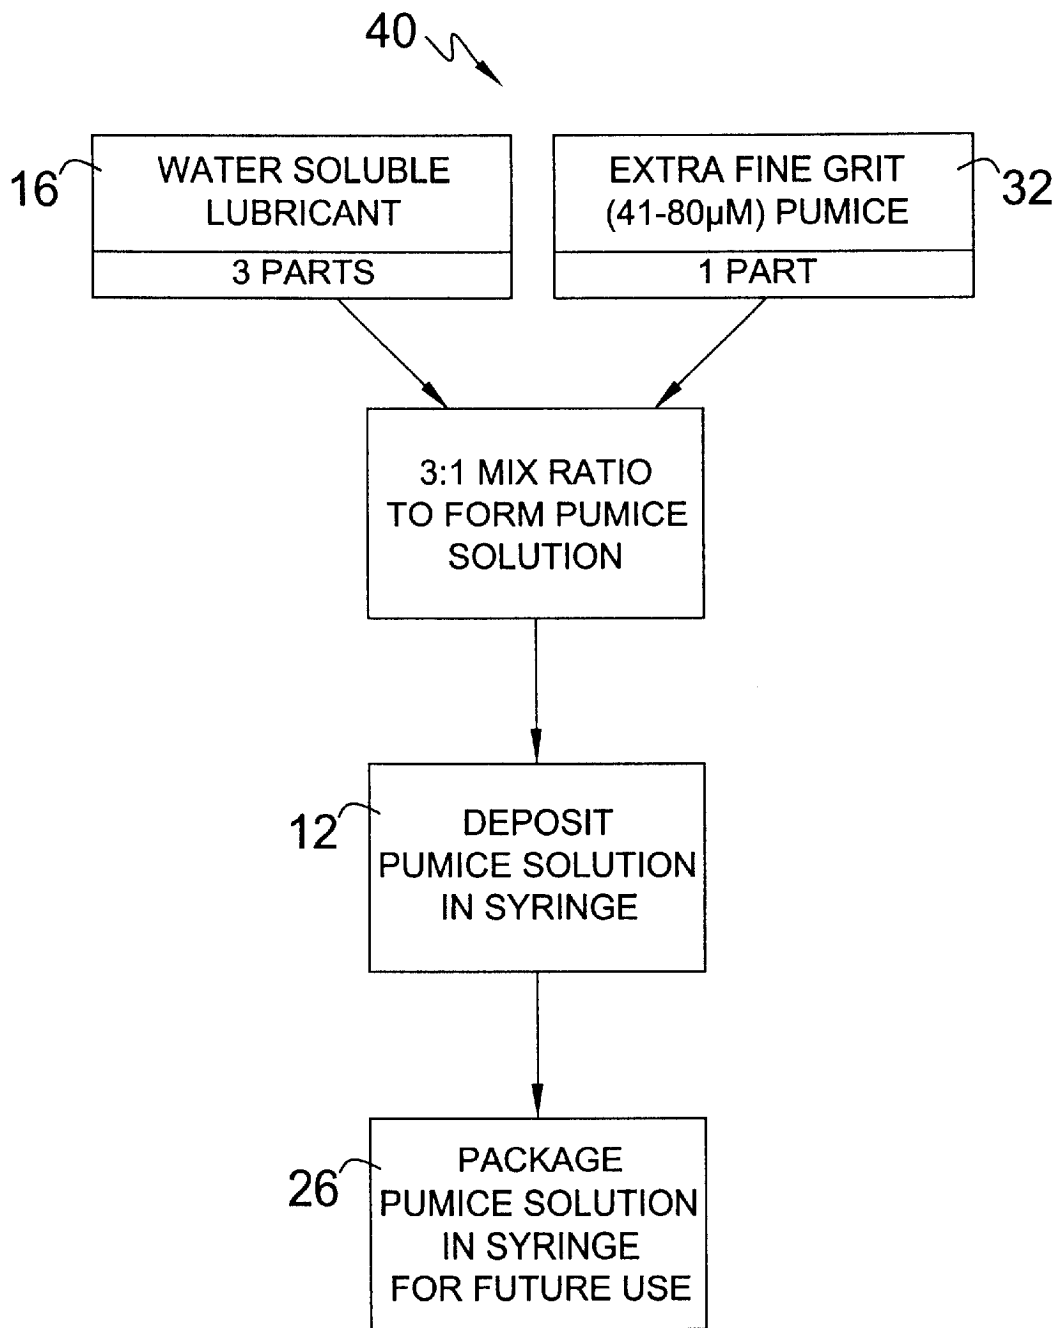 40
16
WATER SOLUBLE
LUBRICANT
3 PARTS
EXTRA FINE GRIT
(41-80µM) PUMICE
1 PART
32
3:1 MIX RATIO
TO FORM PUMICE
SOLUTION
12
DEPOSIT
PUMICE SOLUTION
IN SYRINGE
26
PACKAGE
PUMICE SOLUTION
IN SYRINGE
FOR FUTURE USE